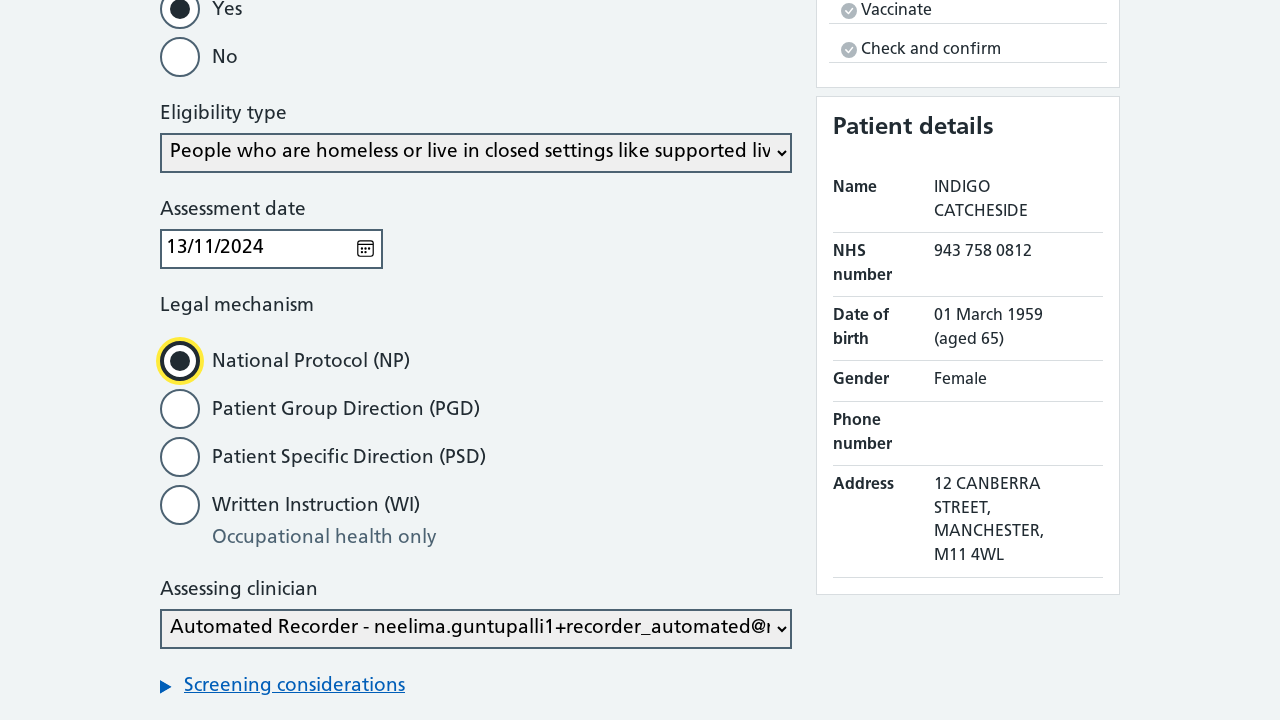 Yes
No
Eligibility type
People who are homeless or live in closed settings like supported liv
Assessment date
13/11/2024
Legal mechanism
National Protocol (NP)
Patient Group Direction (PGD)
Patient Specific Direction (PSD)
Written Instruction (WI)
Occupational health only
Assessing clinician
Automated Recorder - neelima.guntupalli1+recorder_automated@
Screening considerations
Vaccinate
Check and confirm
Patient details
Name INDIGO
CATCHESIDE
NHS 943 758 0812
number
Date of 01 March 1959
birth (aged 65)
Gender Female
Phone
number
Address 12 CANBERRA
STREET,
MANCHESTER,
M11 4WL